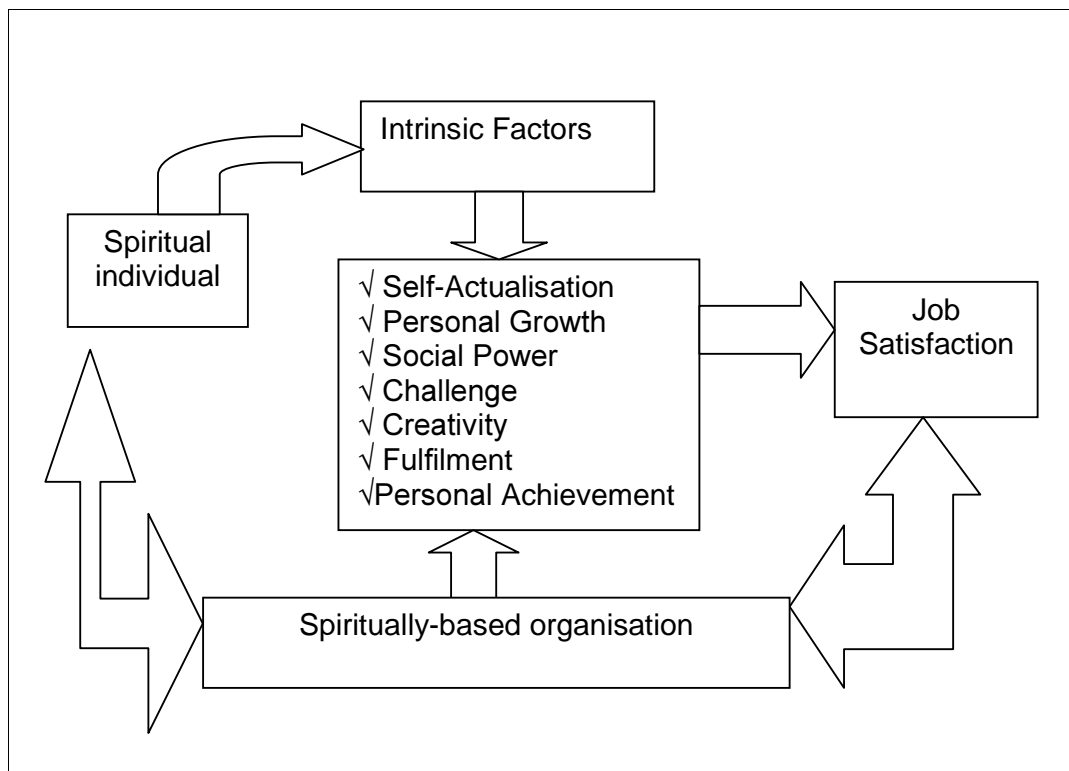 Intrinsic Factors
Spiritual
individual
√ Self-Actualisation
√ Personal Growth
√ Social Power
√ Challenge
√ Creativity
√ Fulfilment
√Personal Achievement
Job
Satisfaction
Spiritually-based organisation